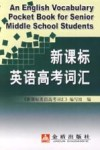 An English Vocabulary
Pocket Book for Senior
Middle School Students
新课标
英语高考词汇
《新课标英语高考词汇》编写组 编
金盾出版社